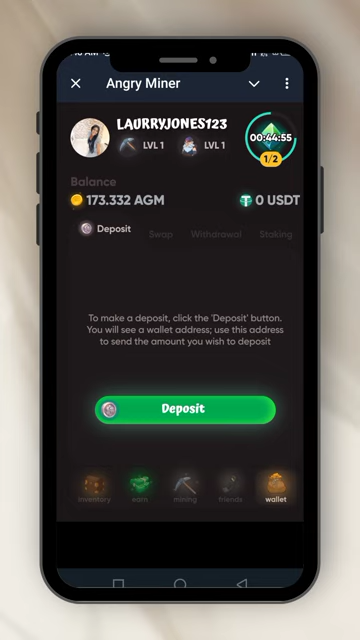 Angry Miner
LAURRYJONES123
LVL 1
LVL 1
00:44:55
1/2
Balance
173.332 AGM
0 USDT
Deposit
Swap
Withdrawal
Staking
To make a deposit, click the 'Deposit' button.
You will see a wallet address; use this address
to send the amount you wish to deposit
Deposit
inventory
earn
mining
friends
wallet